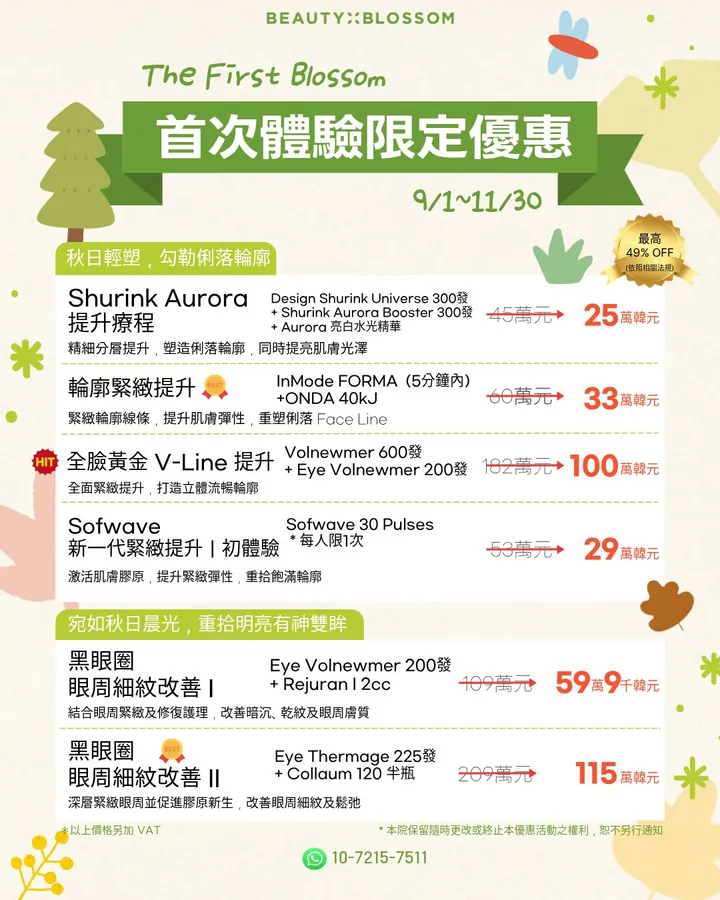 BEAUTY BLOSSOM
The First Blossom
首次體驗限定優惠
9/1~11/30
最高
49% OFF
(依照相關法規)
秋日輕塑，勾勒俐落輪廓
Shurink Aurora
提升療程
Design Shurink Universe 300發
+ Shurink Aurora Booster 300發
+ Aurora 亮白水光精華
45萬元
25萬韓元
精細分層提升，塑造俐落輪廓，同時提亮肌膚光澤
輪廓緊緻提升
BEST
InMode FORMA（5分鐘內）
+ONDA 40kJ
60萬元
33萬韓元
緊緻輪廓線條，提升肌膚彈性，重塑俐落 Face Line
HIT
全臉黃金 V-Line 提升
Volnewmer 600發
+ Eye Volnewmer 200發
182萬元
100萬韓元
全面緊緻提升，打造立體流暢輪廓
Sofwave
新一代緊緻提升 | 初體驗
Sofwave 30 Pulses
* 每人限1次
53萬元
29萬韓元
激活肌膚膠原，提升緊緻彈性，重拾飽滿輪廓
宛如秋日晨光，重拾明亮有神雙眸
黑眼圈
眼周細紋改善 I
Eye Volnewmer 200發
+ Rejuran I 2cc
109萬元
59萬9千韓元
結合眼周緊緻及修復護理，改善暗沉、乾紋及眼周膚質
黑眼圈
BEST
眼周細紋改善 II
Eye Thermage 225發
+ Collaum 120 半瓶
209萬元
115萬韓元
深層緊緻眼周並促進膠原新生，改善眼周細紋及鬆弛
*以上價格另加 VAT
* 本院保留隨時更改或終止本優惠活動之權利，恕不另行通知
10-7215-7511